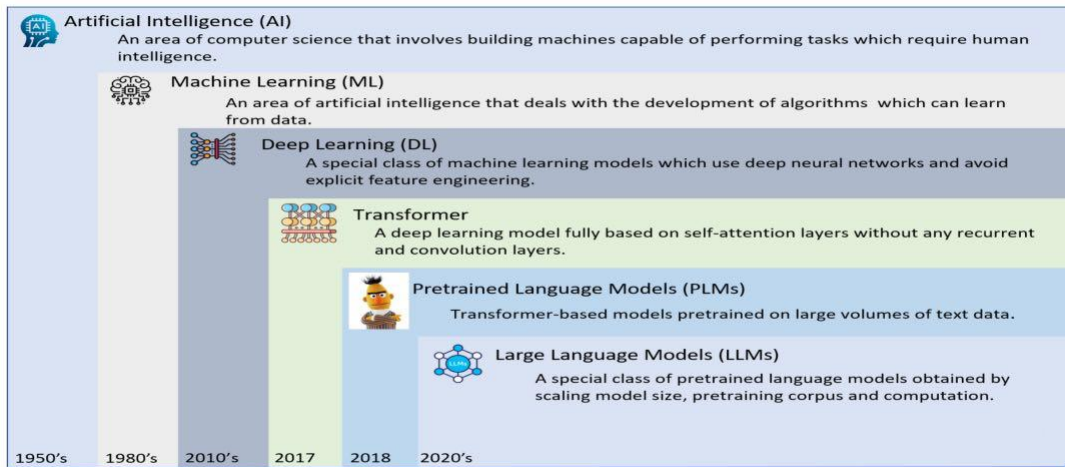 AI
Artificial Intelligence (AI)
An area of computer science that involves building machines capable of performing tasks which require human
intelligence.
Machine Learning (ML)
An area of artificial intelligence that deals with the development of algorithms which can learn
from data.
Deep Learning (DL)
A special class of machine learning models which use deep neural networks and avoid
explicit feature engineering.
Transformer
A deep learning model fully based on self-attention layers without any recurrent
and convolution layers.
Pretrained Language Models (PLMs)
Transformer-based models pretrained on large volumes of text data.
Large Language Models (LLMs)
LLMs
A special class of pretrained language models obtained by
scaling model size, pretraining corpus and computation.
1950’s 1980’s 2010’s 2017 2018 2020’s